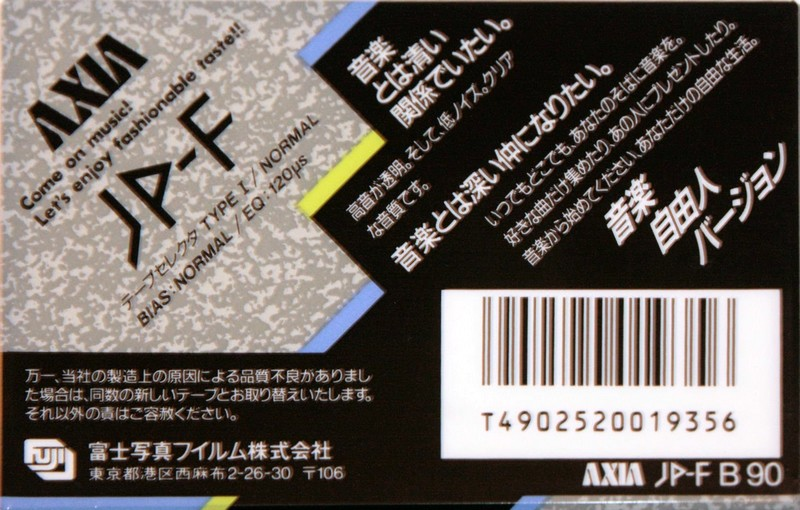 AXIA
Come on music!
Let's enjoy fashionable taste!!
JP-F
テープセレクタ TYPE I / NORMAL
BIAS:NORMAL / EQ:120μs
音楽
とは清い
関係でいたい。
高音が透明。そして、低ノイズ。クリア
な音質です。
音楽とは深い仲になりたい。
いつでもどこでも、あなたのそばに音楽を。
好きな曲だけ集めたり、あの人にプレゼントしたり。
音楽から始めてください、あなただけの自由な生活。
音楽
自由人
バージョン
万一、当社の製造上の原因による品質不良がありまし
た場合は、同数の新しいテープとお取り替えいたします。
それ以外の責はご容赦ください。
FUJI
富士写真フイルム株式会社
東京都港区西麻布2-26-30 〒106
T4902520019356
AXIA JP-F B 90